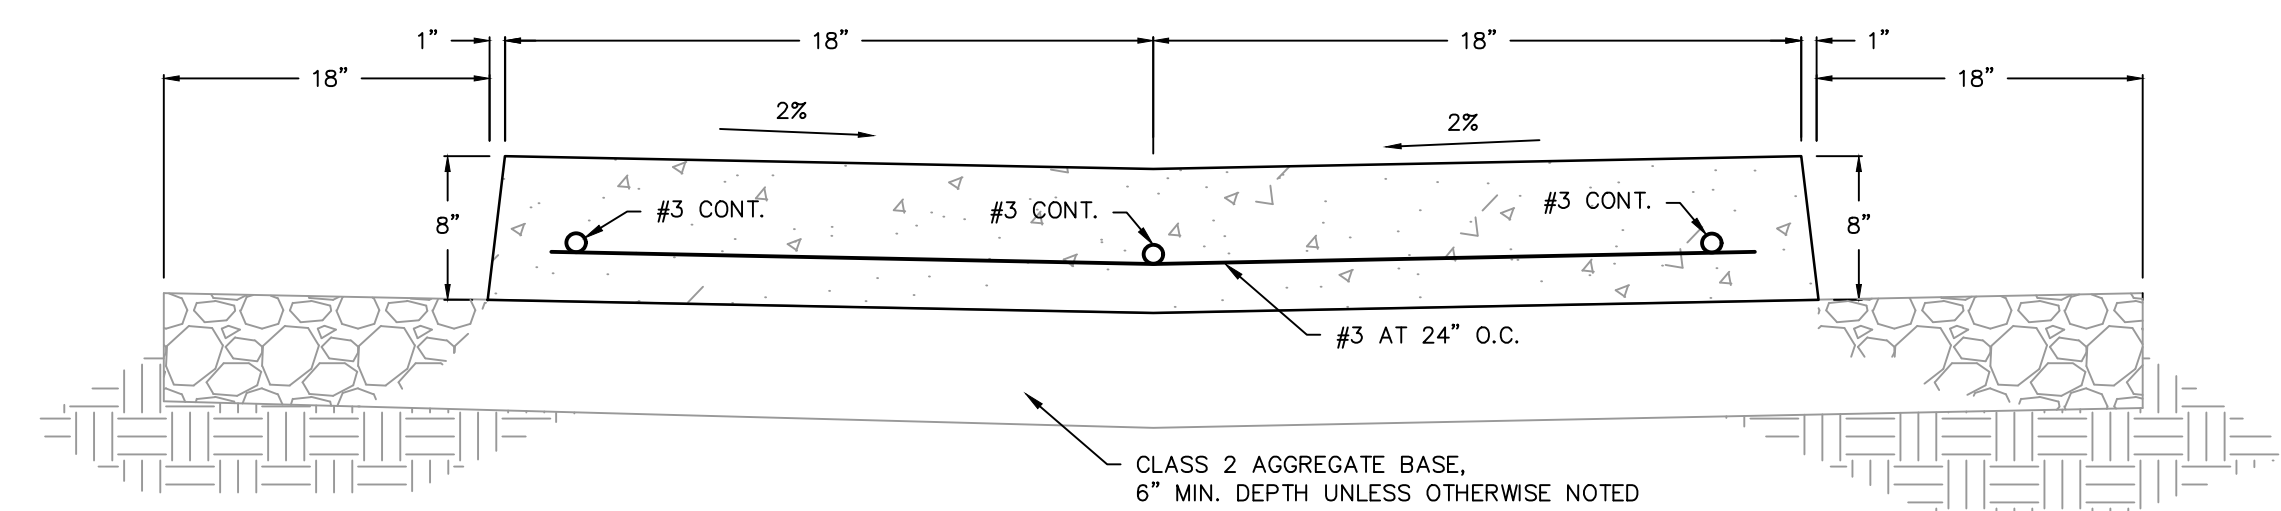 1” 18” 18” 1”
18” 18”
2% 2%
#3 CONT. #3 CONT. #3 CONT.
8” 8”
#3 AT 24” O.C.
CLASS 2 AGGREGATE BASE,
6” MIN. DEPTH UNLESS OTHERWISE NOTED